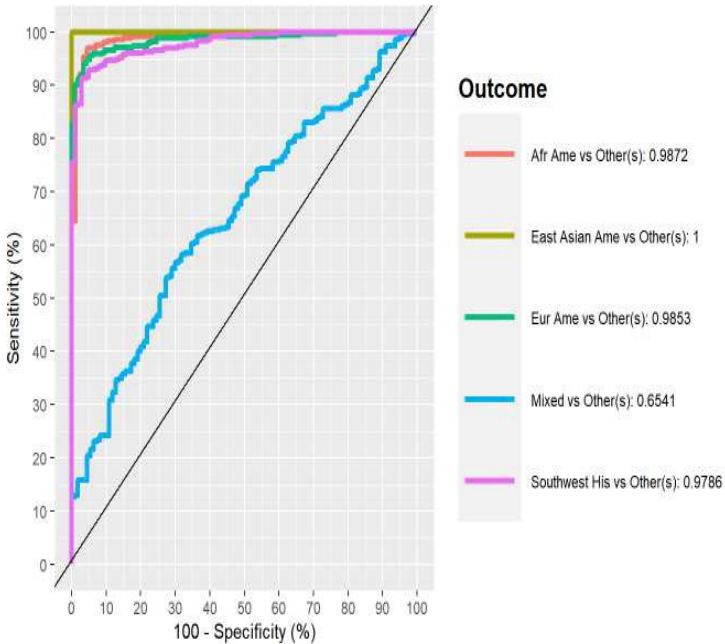 Sensitivity (%)
100
90
80
70
60
50
40
30
20
10
0
0 10 20 30 40 50 60 70 80 90 100
100 - Specificity (%)
Outcome
Afr Ame vs Other(s): 0.9872
East Asian Ame vs Other(s): 1
Eur Ame vs Other(s): 0.9853
Mixed vs Other(s): 0.6541
Southwest His vs Other(s): 0.9786